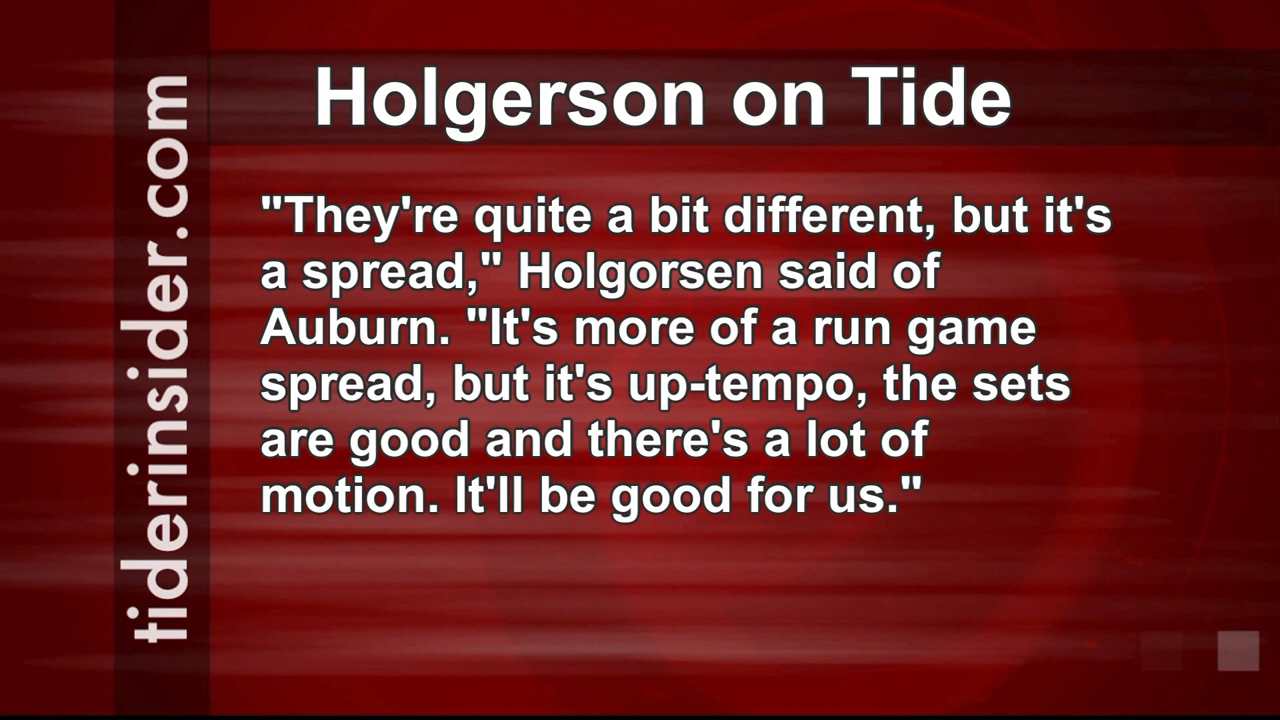 tiderinsider.com
Holgerson on Tide
"They're quite a bit different, but it's
a spread," Holgorsen said of
Auburn. "It's more of a run game
spread, but it's up-tempo, the sets
are good and there's a lot of
motion. It'll be good for us."